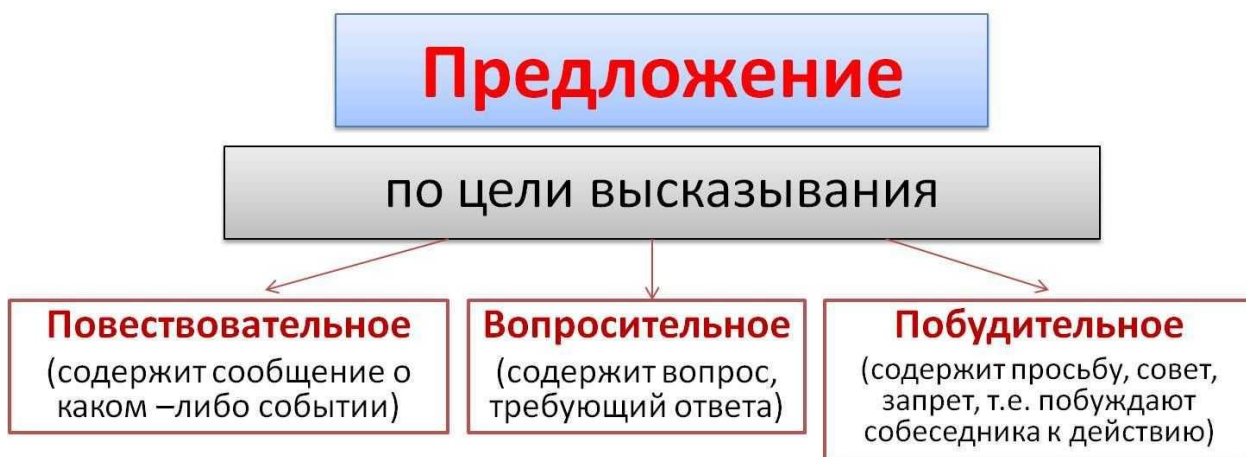 Предложение
по цели высказывания
Повествовательное
(содержит сообщение о
каком –либо событии)
Вопросительное
(содержит вопрос,
требующий ответа)
Побудительное
(содержит просьбу, совет,
запрет, т.е. побуждают
собеседника к действию)